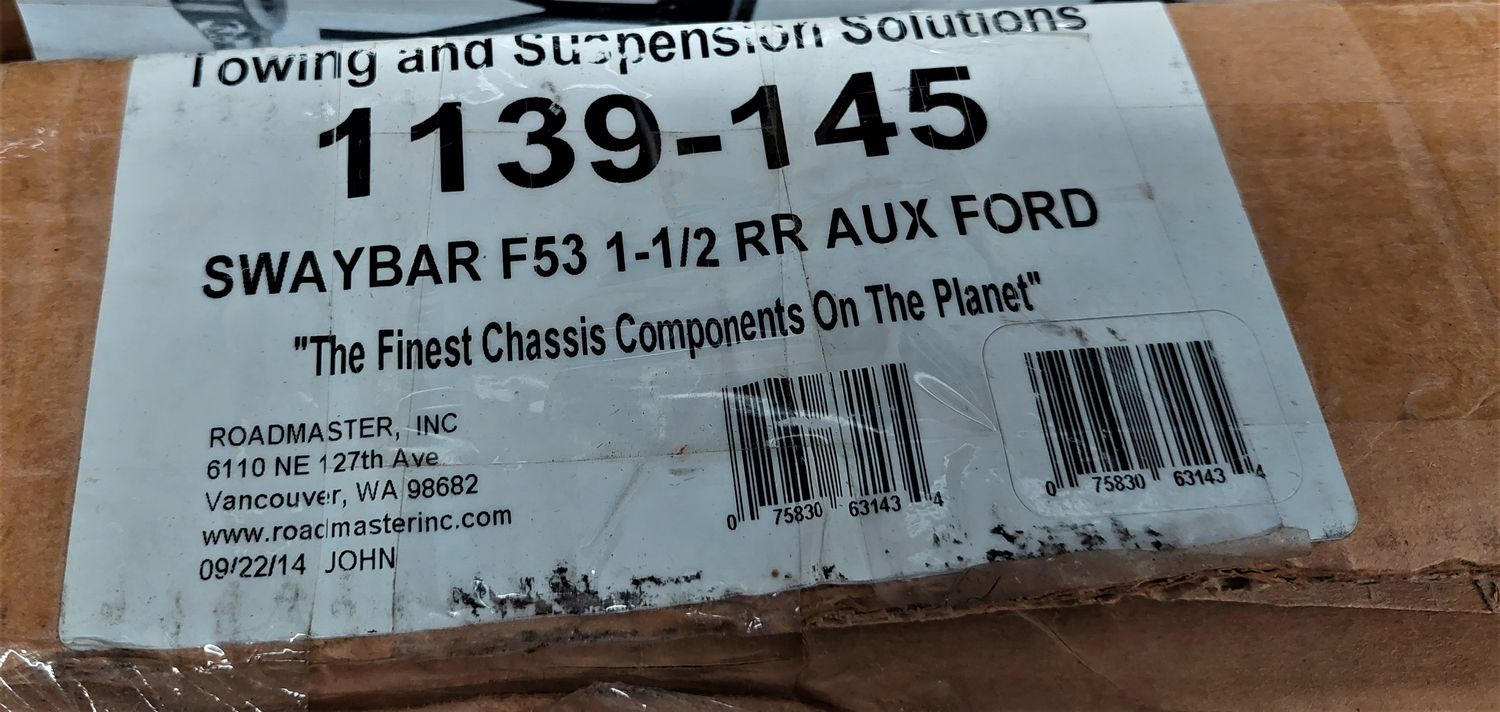 Towing and Suspension Solutions
1139-145
SWAYBAR F53 1-1/2 RR AUX FORD
"The Finest Chassis Components On The Planet"
ROADMASTER, INC
6110 NE 127th Ave
Vancouver, WA 98682
www.roadmasterinc.com
09/22/14 JOHN
0 75830 63143 4
0 75830 63143 4